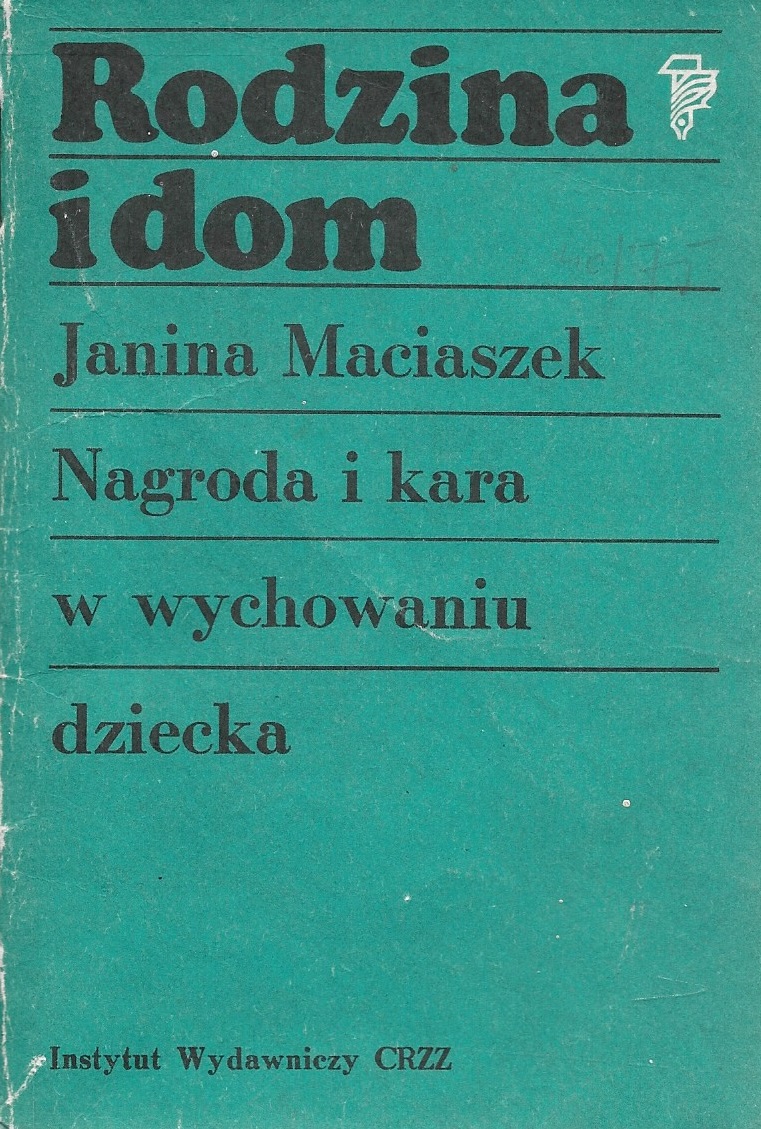 Rodzina
i dom
Janina Maciaszek
Nagroda i kara
w wychowaniu
dziecka
Instytut Wydawniczy CRZZ